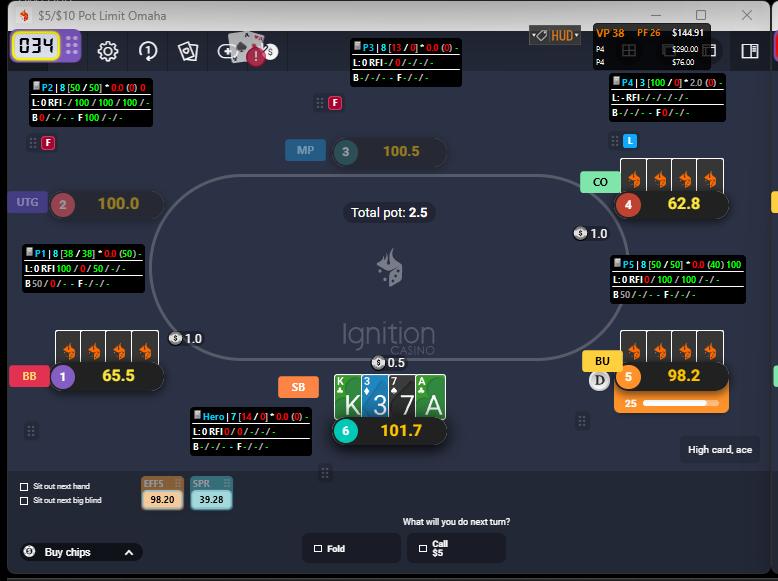 $5/$10 Pot Limit Omaha
034
HUD
VP 38 PF 26 $144.91
P4 $290.00
P4 $76.00
P3 | 8 [13 / 0] * 0.0 (0) -
L: 0 RFI - / 0 / - / - / -
B - / - / - - F - / - / -
P2 | 8 [50 / 50] * 0.0 (0) 0
L: 0 RFI - / 100 / 100 / 100 / -
B 0 / - / - - F 100 / - / -
P4 | 3 [100 / 0] * 2.0 (0) -
L: - RFI - / - / - / - / -
B - / - / - - F 0 / - / -
F
F
L
MP 3 100.5
UTG 2 100.0
CO
4 62.8
Total pot: 2.5
1.0
P1 | 8 [38 / 38] * 0.0 (50) -
L: 0 RFI 100 / 0 / 50 / - / -
B 50 / 0 / - - F - / - / -
P5 | 8 [50 / 50] * 0.0 (40) 100
L: 0 RFI 0 / 100 / 100 / - / -
B 50 / - / - - F - / - / -
Ignition
CASINO
1.0
0.5
BB 1 65.5
BU
D 5 98.2
25
SB
K 3 7 A
K 3 7 A
6 101.7
Hero | 7 [14 / 0] * 0.0 (0) -
L: 0 RFI 0 / 0 / - / - / -
B - / - / - - F - / - / -
High card, ace
Sit out next hand
Sit out next big blind
EFFS SPR
98.20 39.28
What will you do next turn?
Buy chips
Fold
Call
$5